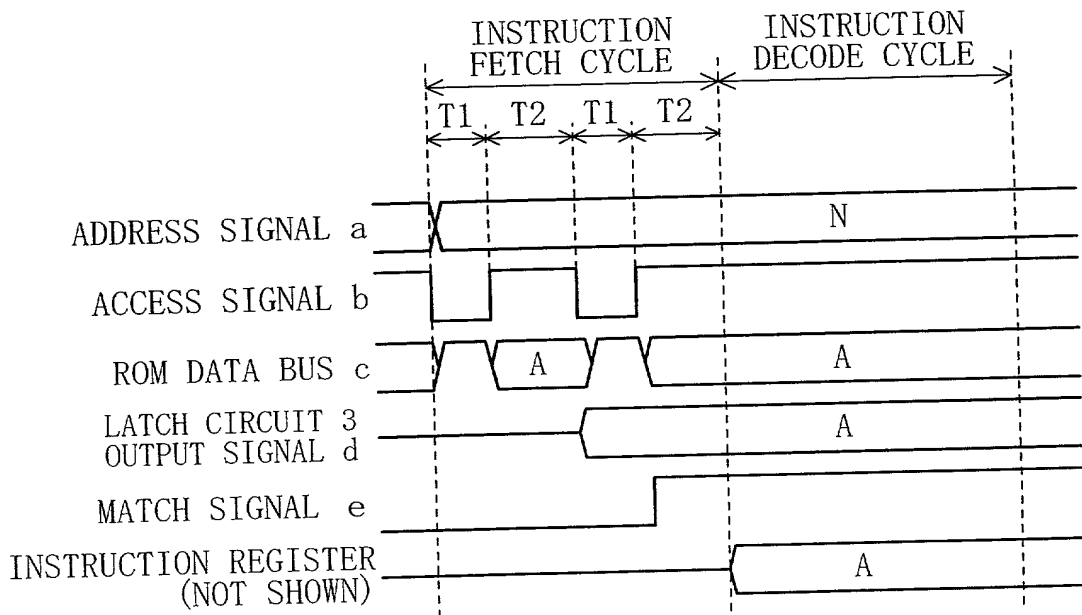 INSTRUCTION
FETCH CYCLE
INSTRUCTION
DECODE CYCLE
T1 T2 T1 T2
ADDRESS SIGNAL a N
ACCESS SIGNAL b
ROM DATA BUS c A A
LATCH CIRCUIT 3
OUTPUT SIGNAL d A
MATCH SIGNAL e
INSTRUCTION REGISTER
(NOT SHOWN) A